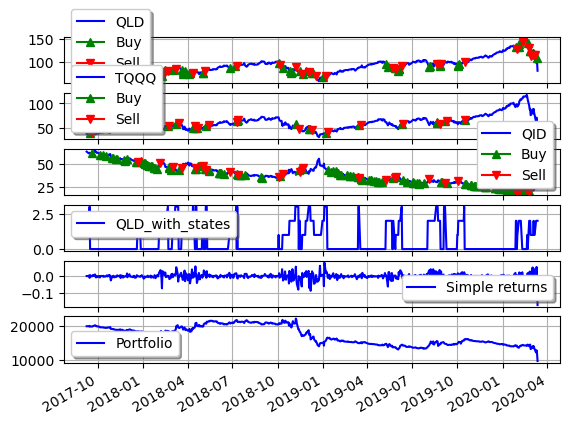 QLD
Buy
Sell
150
100
TQQQ
Buy
Sell
100
50
QID
Buy
Sell
50
25
QLD_with_states
2.5
0.0
Simple returns
0.0
−0.1
Portfolio
20000
10000
2017-10
2018-01
2018-04
2018-07
2018-10
2019-01
2019-04
2019-07
2019-10
2020-01
2020-04